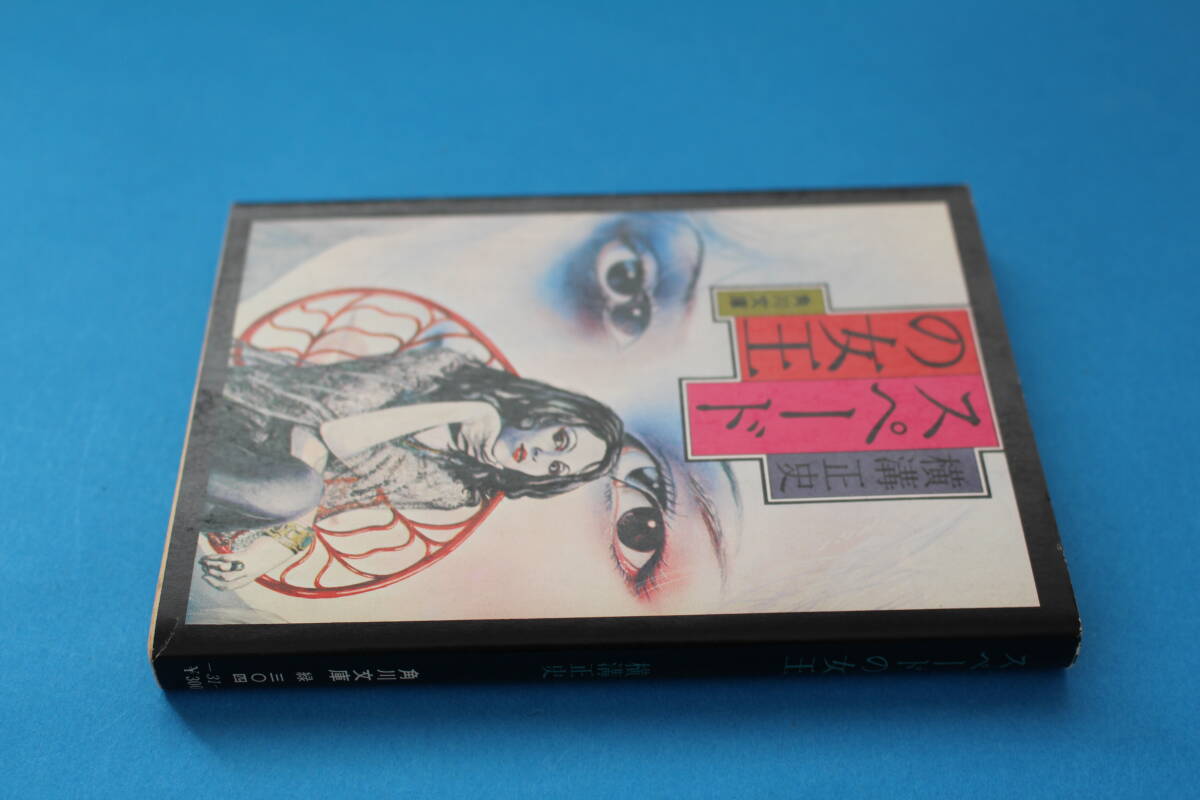 横溝正史
スペード
の女王
角川文庫
スペードの女王
横溝正史
角川文庫
緑 三〇四
—31—
¥300